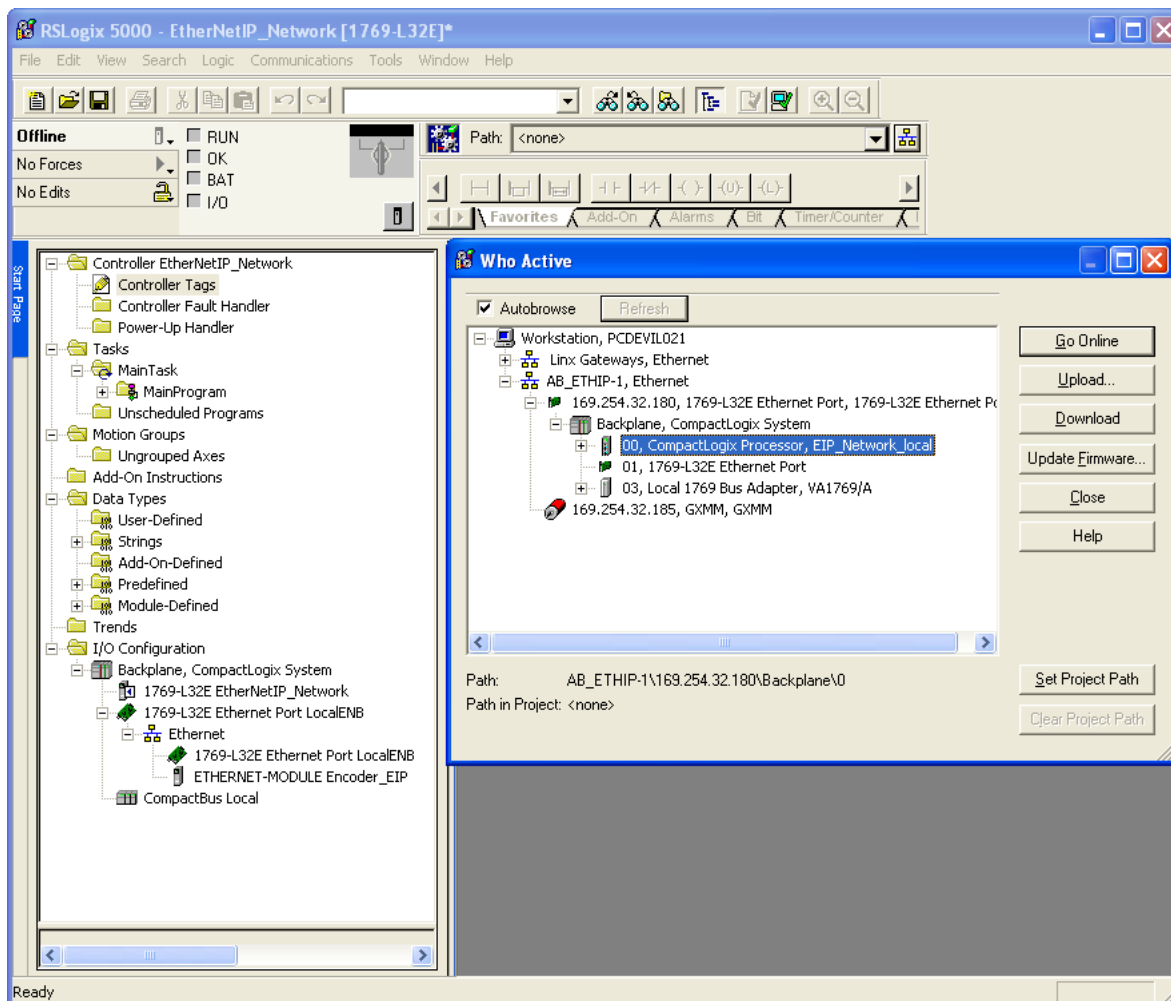 RSLogix 5000 - EtherNetIP_Network [1769-L32E]*
File Edit View Search Logic Communications Tools Window Help
Offline
RUN
Path: <none>
No Forces
OK
No Edits
BAT
I/O
Favorites Add-On Alarms Bit Timer/Counter
Start Page
Controller EtherNetIP_Network
Controller Tags
Controller Fault Handler
Power-Up Handler
Tasks
MainTask
MainProgram
Unscheduled Programs
Motion Groups
Ungrouped Axes
Add-On Instructions
Data Types
User-Defined
Strings
Add-On-Defined
Predefined
Module-Defined
Trends
I/O Configuration
Backplane, CompactLogix System
1769-L32E EtherNetIP_Network
1769-L32E Ethernet Port LocalENB
Ethernet
1769-L32E Ethernet Port LocalENB
ETHERNET-MODULE Encoder_EIP
CompactBus Local
Who Active
Autobrowse Refresh
Workstation, PCDEVIL021
Linx Gateways, Ethernet
AB_ETHIP-1, Ethernet
169.254.32.180, 1769-L32E Ethernet Port, 1769-L32E Ethernet
Backplane, CompactLogix System
00, CompactLogix Processor, EIP_Network_local
01, 1769-L32E Ethernet Port
03, Local 1769 Bus Adapter, VA1769/A
169.254.32.185, GXMM, GXMM
Go Online
Upload...
Download
Update Firmware...
Close
Help
Path: AB_ETHIP-1\169.254.32.180\Backplane\0
Path in Project: <none>
Set Project Path
Clear Project Path
Ready